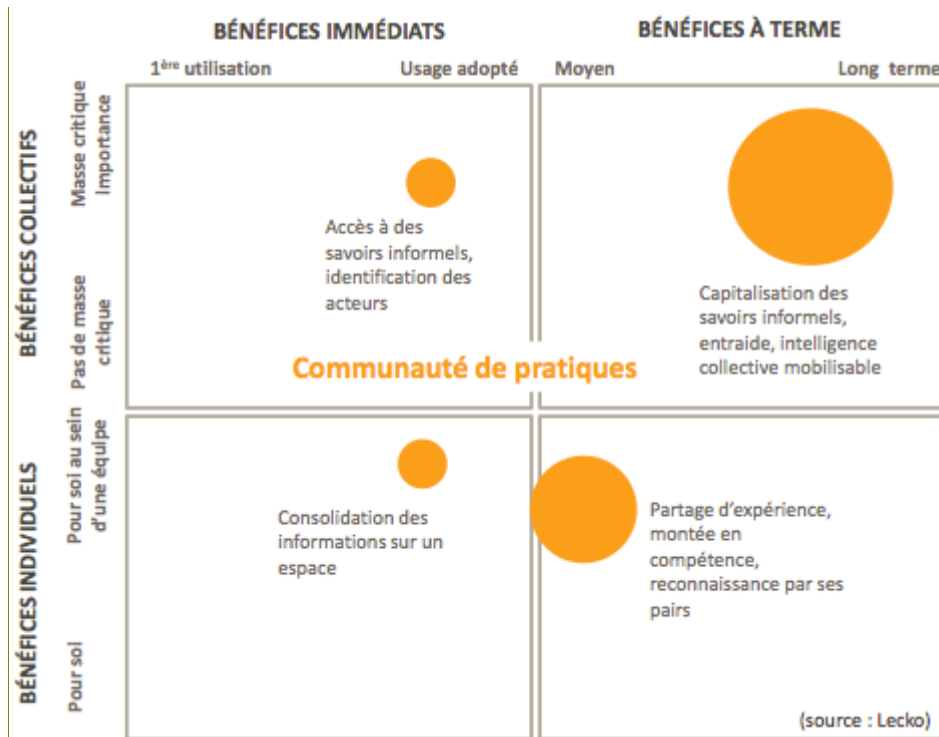 BÉNÉFICES IMMÉDIATS
BÉNÉFICES À TERME
1ère utilisation
Usage adopté
Moyen
Long terme
BÉNÉFICES COLLECTIFS
Masse critique
Importance
Pas de masse
critique
Accès à des
savoirs informels,
identification des
acteurs
Capitalisation des
savoirs informels,
entraide, intelligence
collective mobilisable
Communauté de pratiques
BÉNÉFICES INDIVIDUELS
Pour soi au sein
d'une équipe
Pour soi
Consolidation des
informations sur un
espace
Partage d'expérience,
montée en
compétence,
reconnaissance par ses
pairs
(source : Lecko)